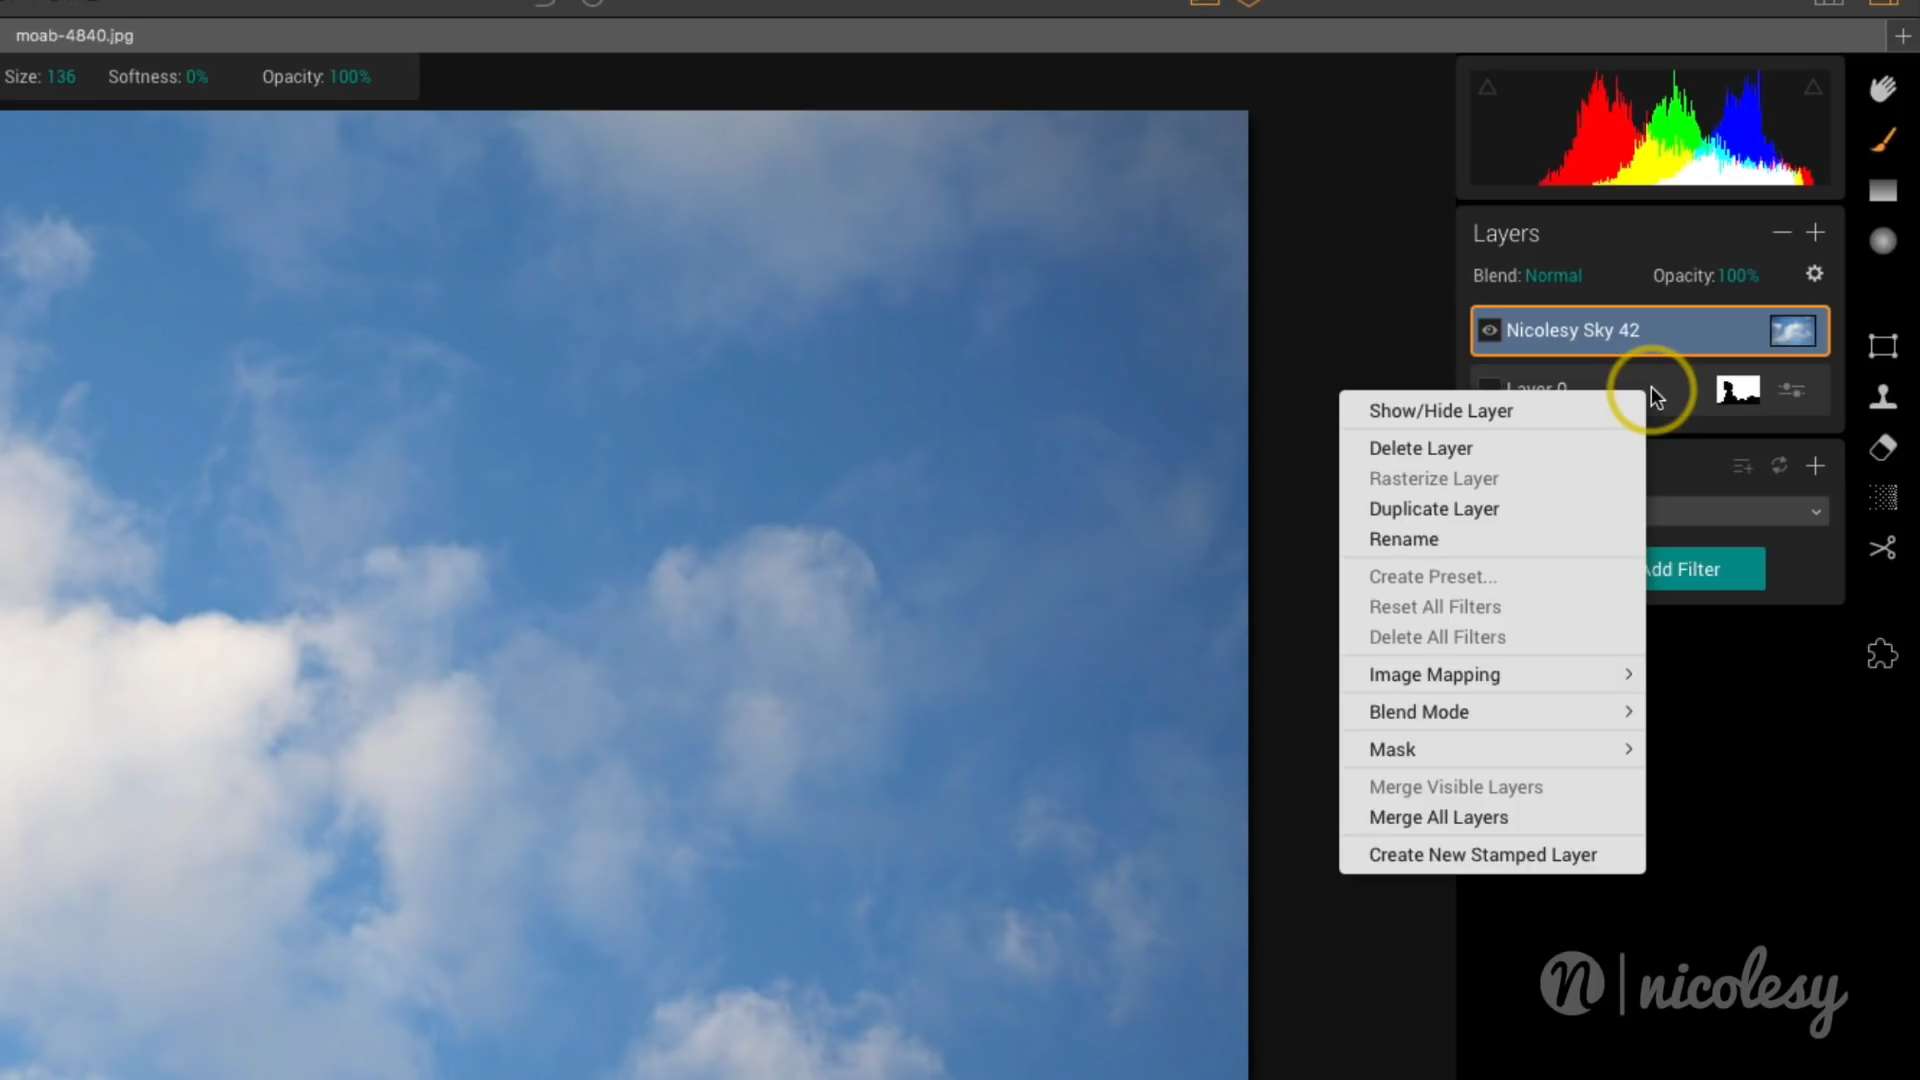 moab-4840.jpg
Size: 136 Softness: 0% Opacity: 100%
Layers
Blend: Normal Opacity: 100%
Nicolesy Sky 42
Layer 0
Show/Hide Layer
Delete Layer
Rasterize Layer
Duplicate Layer
Rename
Add Filter
Create Preset...
Reset All Filters
Delete All Filters
Image Mapping
Blend Mode
Mask
Merge Visible Layers
Merge All Layers
Create New Stamped Layer
n | nicolesy